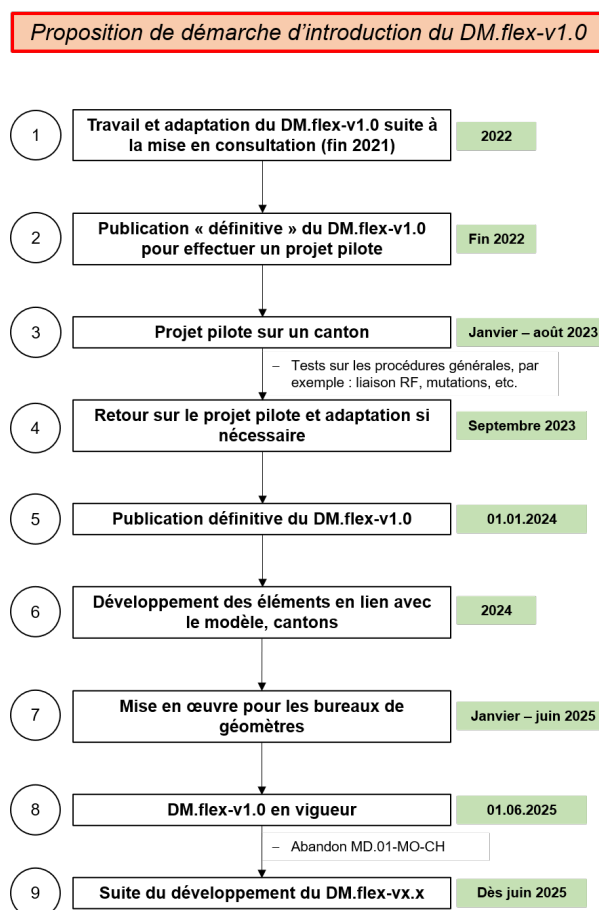 Proposition de démarche d'introduction du DM.flex-v1.0
1
Travail et adaptation du DM.flex-v1.0 suite à
la mise en consultation (fin 2021)
2022
2
Publication « définitive » du DM.flex-v1.0
pour effectuer un projet pilote
Fin 2022
3
Projet pilote sur un canton
Janvier – août 2023
– Tests sur les procédures générales, par
exemple : liaison RF, mutations, etc.
4
Retour sur le projet pilote et adaptation si
nécessaire
Septembre 2023
5
Publication définitive du DM.flex-v1.0
01.01.2024
6
Développement des éléments en lien avec
le modèle, cantons
2024
7
Mise en œuvre pour les bureaux de
géomètres
Janvier – juin 2025
8
DM.flex-v1.0 en vigueur
01.06.2025
– Abandon MD.01-MO-CH
9
Suite du développement du DM.flex-vx.x
Dès juin 2025